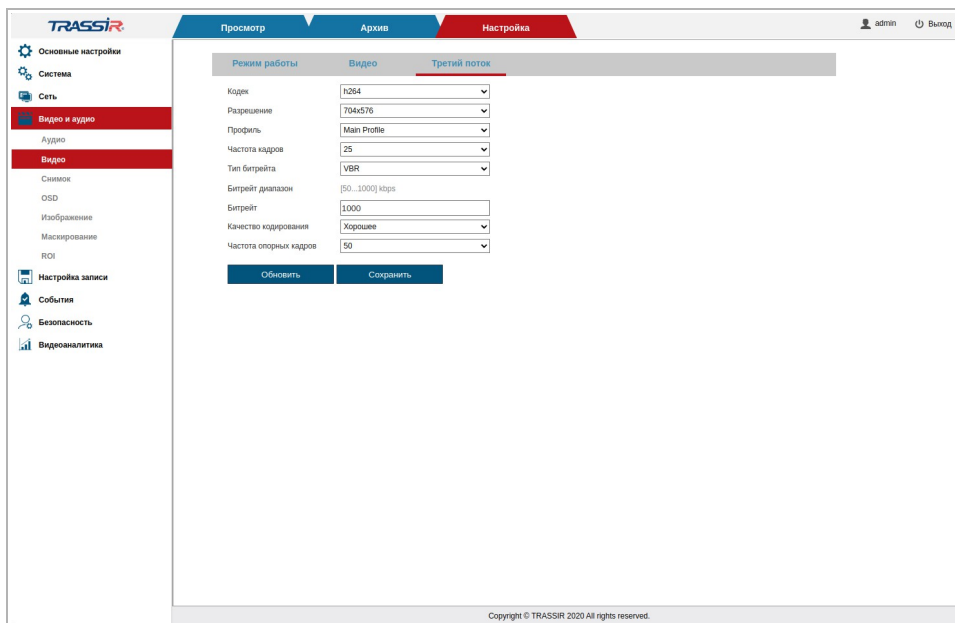 TRASSIR
Просмотр
Архив
Настройка
admin
Выход
Основные настройки
Система
Сеть
Видео и аудио
Аудио
Видео
Снимок
OSD
Изображение
Маскирование
ROI
Настройка записи
События
Безопасность
Видеоаналитика
Режим работы
Видео
Третий поток
Кодек h264
Разрешение 704x576
Профиль Main Profile
Частота кадров 25
Тип битрейта VBR
Битрейт диапазон [50...1000] kbps
Битрейт 1000
Качество кодирования Хорошее
Частота опорных кадров 50
Обновить
Сохранить
Copyright © TRASSIR 2020 All rights reserved.